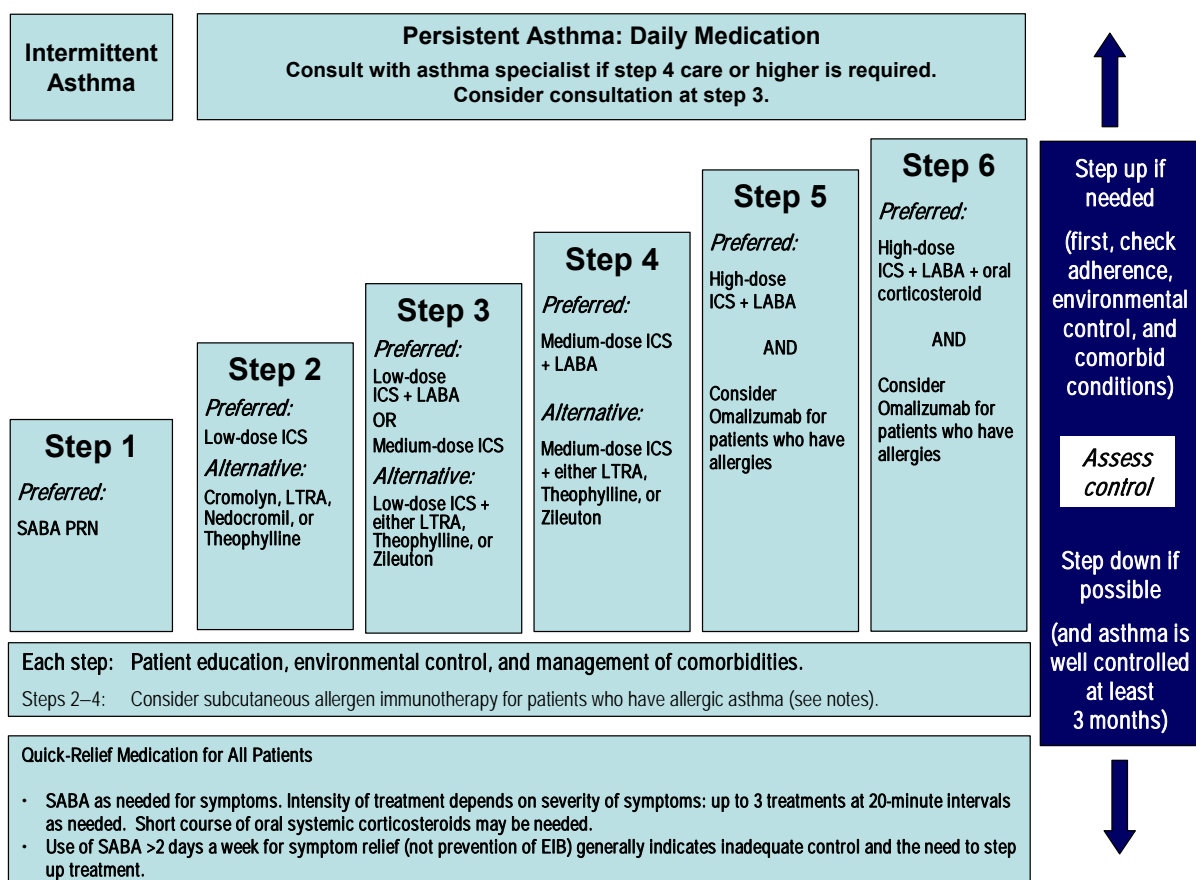 Intermittent
Asthma
Persistent Asthma: Daily Medication
Consult with asthma specialist if step 4 care or higher is required.
Consider consultation at step 3.
Step 1
Preferred:
SABA PRN
Step 2
Preferred:
Low-dose ICS
Alternative:
Cromolyn, LTRA,
Nedocromil, or
Theophylline
Step 3
Preferred:
Low-dose
ICS + LABA
OR
Medium-dose ICS
Alternative:
Low-dose ICS +
either LTRA,
Theophylline, or
Zileuton
Step 4
Preferred:
Medium-dose ICS
+ LABA
Alternative:
Medium-dose ICS
+ either LTRA,
Theophylline, or
Zileuton
Step 5
Preferred:
High-dose
ICS + LABA
AND
Consider
Omalizumab for
patients who have
allergies
Step 6
Preferred:
High-dose
ICS + LABA + oral
corticosteroid
AND
Consider
Omalizumab for
patients who have
allergies
Step up if
needed
(first, check
adherence,
environmental
control, and
comorbid
conditions)
Assess
control
Step down if
possible
(and asthma is
well controlled
at least
3 months)
Each step: Patient education, environmental control, and management of comorbidities.
Steps 2–4: Consider subcutaneous allergen immunotherapy for patients who have allergic asthma (see notes).
Quick-Relief Medication for All Patients
• SABA as needed for symptoms. Intensity of treatment depends on severity of symptoms: up to 3 treatments at 20-minute intervals
as needed. Short course of oral systemic corticosteroids may be needed.
• Use of SABA >2 days a week for symptom relief (not prevention of EIB) generally indicates inadequate control and the need to step
up treatment.